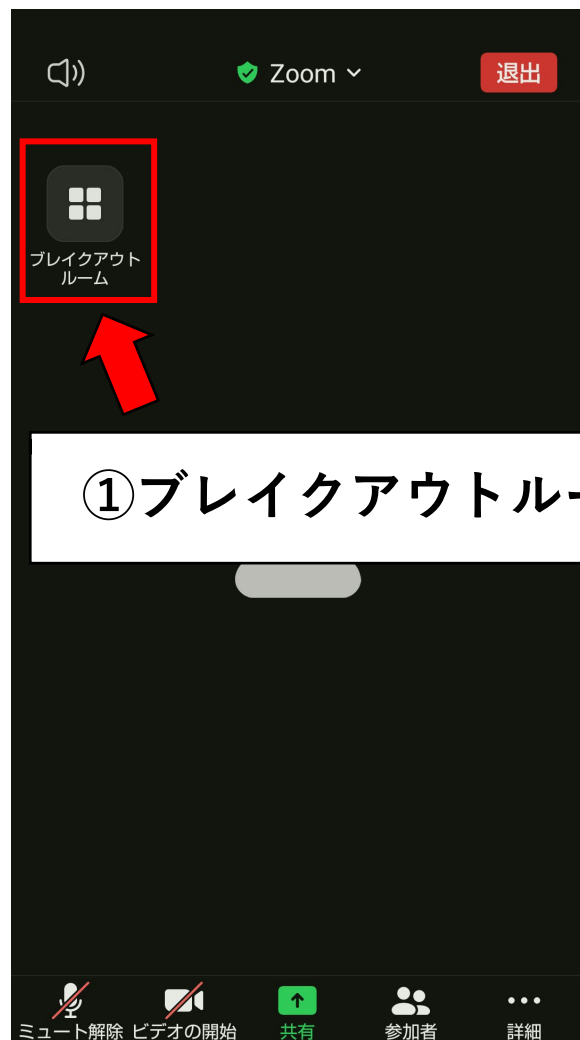 Zoom
退出
ブレイクアウト
ルーム
①ブレイクアウトルー
ミュート解除 ビデオの開始 共有 参加者 詳細